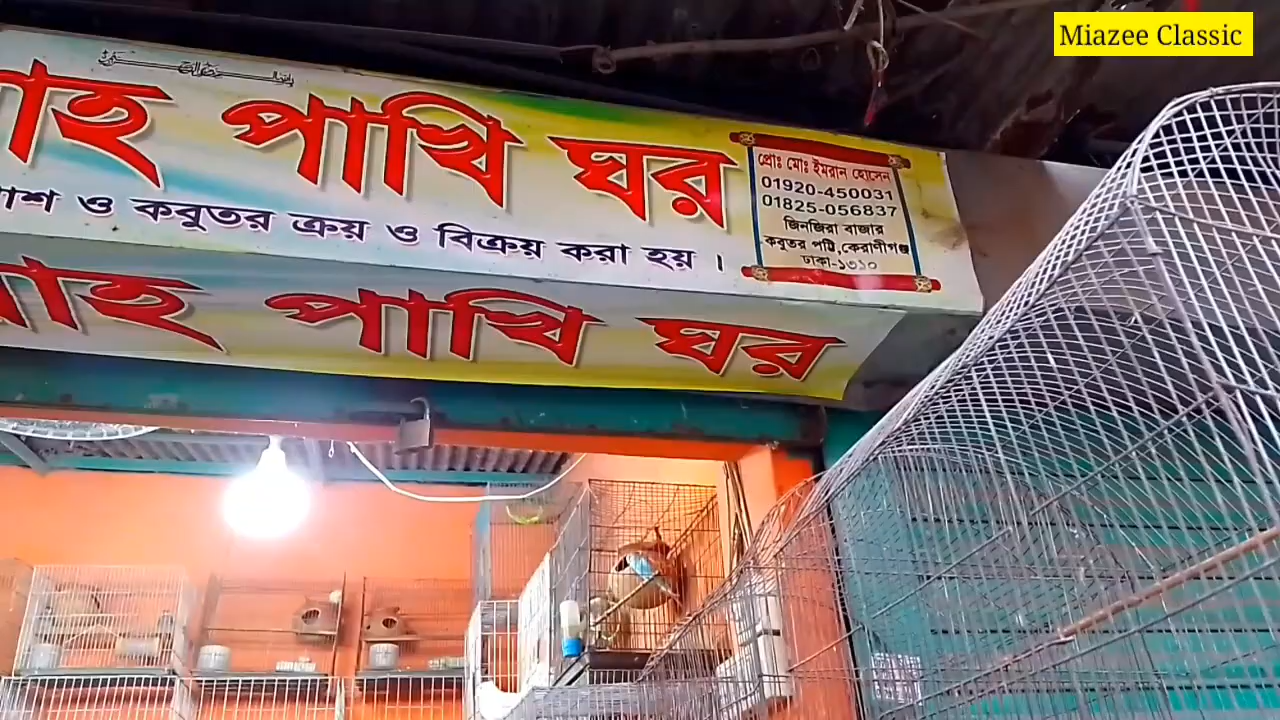 Miazee Classic
পাখি ঘর
প্রোঃ মোঃ ইমরান হোসেন
01920-450031
01825-056837
জিনজিরা বাজার
কবুতর পট্টি,কেরাণীগঞ্জ
ঢাকা-১৩১০
ও কবুতর ক্রয় ও বিক্রয় করা হয় ।
পাখি ঘর